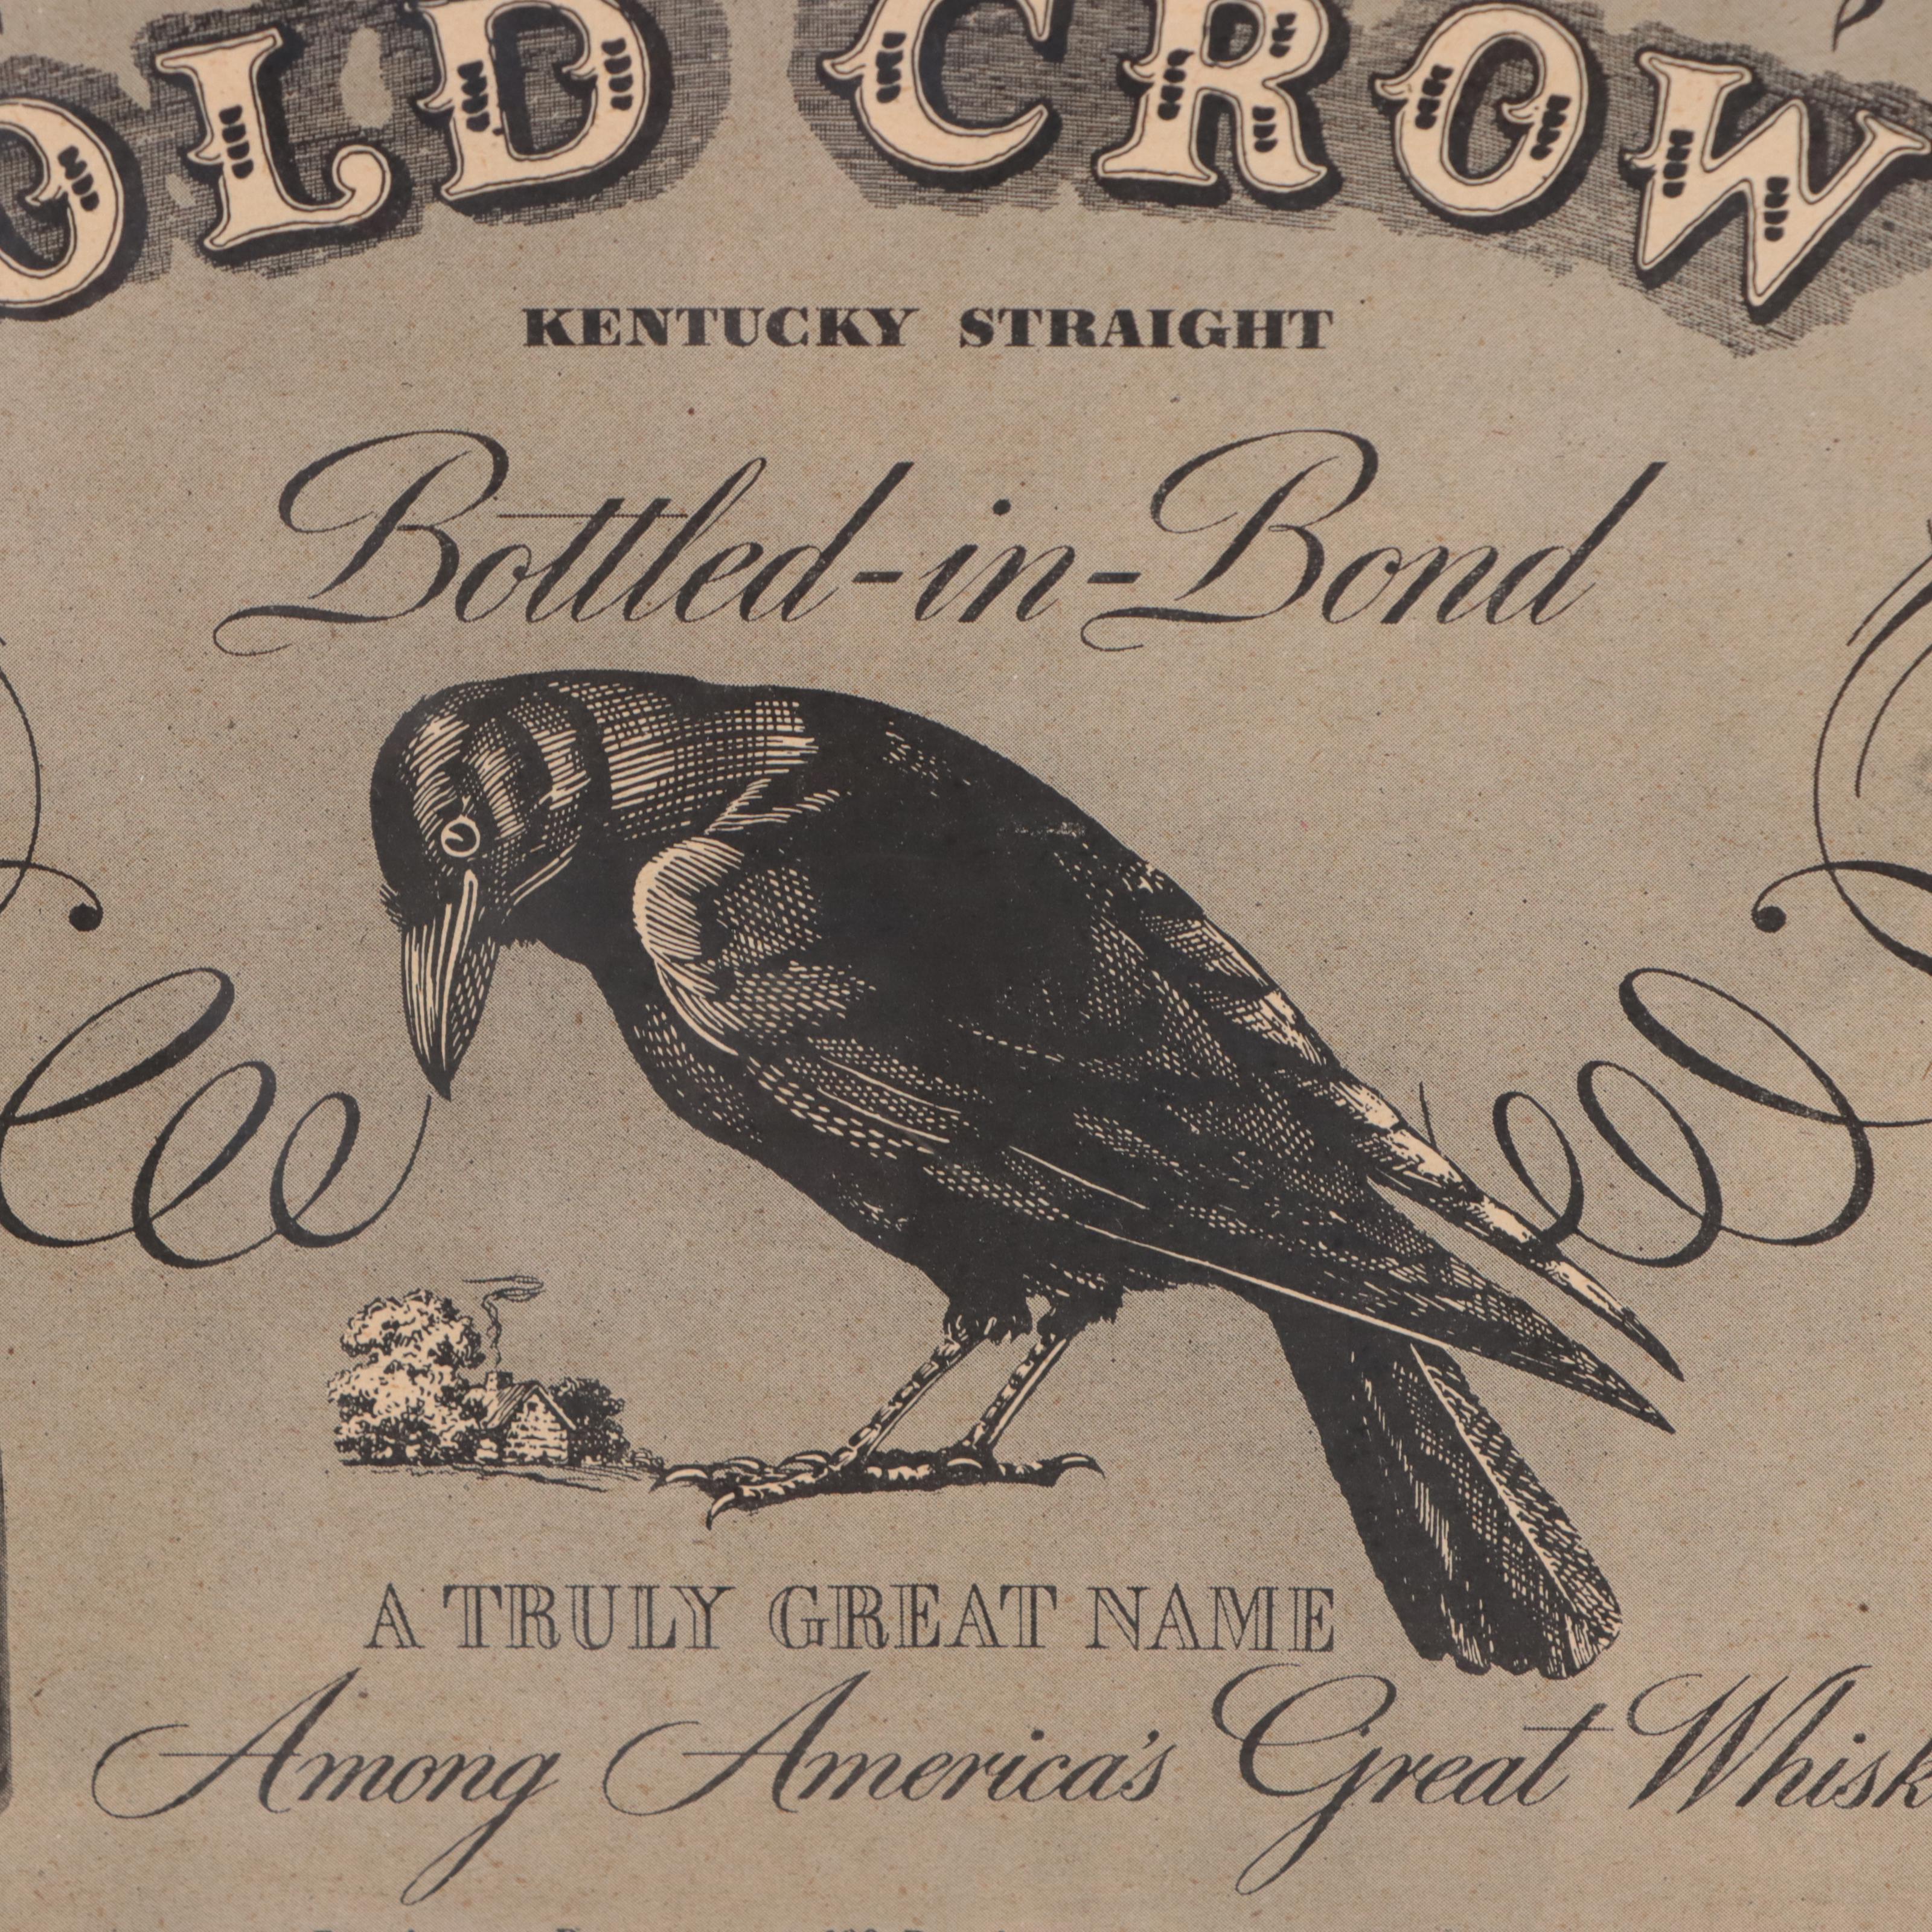 OLD CROW
KENTUCKY STRAIGHT
Bottled-in-Bond
A TRULY GREAT NAME
Among America's Great